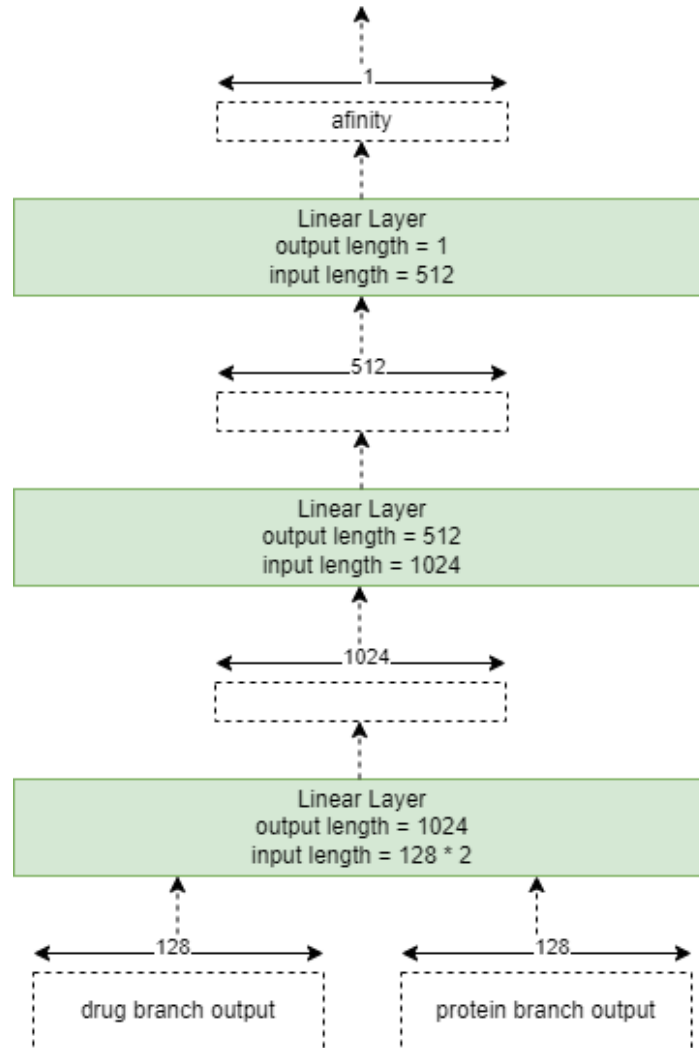 1
afinity
Linear Layer
output length = 1
input length = 512
512
Linear Layer
output length = 512
input length = 1024
1024
Linear Layer
output length = 1024
input length = 128 * 2
128
128
drug branch output
protein branch output